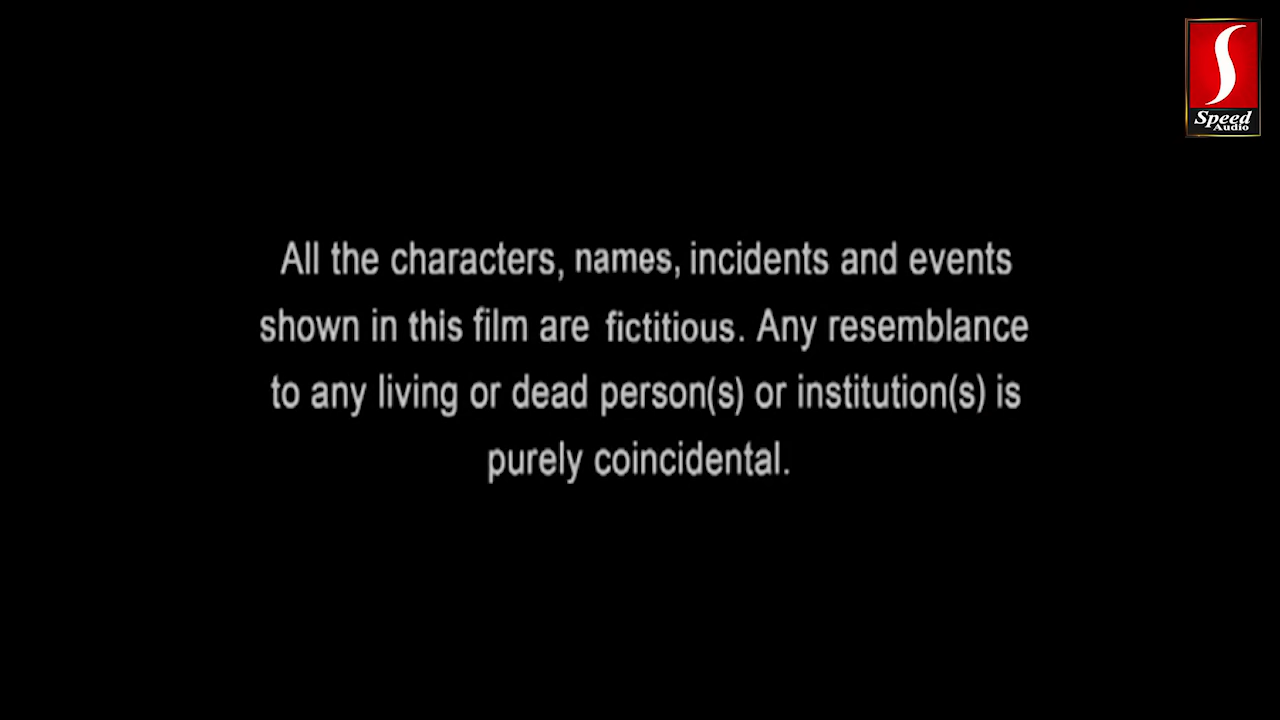 Speed
Audio
All the characters, names, incidents and events
shown in this film are fictitious. Any resemblance
to any living or dead person(s) or institution(s) is
purely coincidental.